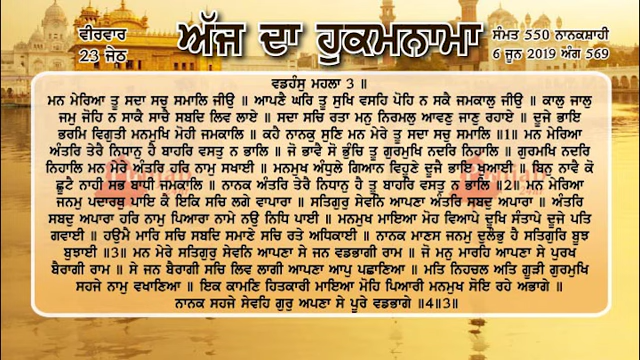 ਵੀਰਵਾਰ
23 ਜੇਠ
ਅੱਜ ਦਾ ਹੁਕਮਨਾਮਾ
ਸੰਮਤ 550 ਨਾਨਕਸ਼ਾਹੀ
6 ਜੂਨ 2019 ਅੰਗ 569
ਵਡਹੰਸੁ ਮਹਲਾ 3 ॥
ਮਨ ਮੇਰਿਆ ਤੂ ਸਦਾ ਸਚੁ ਸਮਾਲਿ ਜੀਉ ॥ ਆਪਣੈ ਘਰਿ ਤੂ ਸੁਖਿ ਵਸਹਿ ਪੋਹਿ ਨ ਸਕੈ ਜਮਕਾਲੁ ਜੀਉ ॥ ਕਾਲੁ ਜਾਲੁ
ਜਮੁ ਜੋਹਿ ਨ ਸਾਕੈ ਸਾਚੈ ਸਬਦਿ ਲਿਵ ਲਾਏ ॥ ਸਦਾ ਸਚਿ ਰਤਾ ਮਨੁ ਨਿਰਮਲੁ ਆਵਣੁ ਜਾਣੁ ਰਹਾਏ ॥ ਦੂਜੈ ਭਾਇ
ਭਰਮਿ ਵਿਗੁਤੀ ਮਨਮੁਖਿ ਮੋਹੀ ਜਮਕਾਲਿ ॥ ਕਹੈ ਨਾਨਕੁ ਸੁਣਿ ਮਨ ਮੇਰੇ ਤੂ ਸਦਾ ਸਚੁ ਸਮਾਲਿ ॥1॥ ਮਨ ਮੇਰਿਆ
ਅੰਤਰਿ ਤੇਰੈ ਨਿਧਾਨੁ ਹੈ ਬਾਹਰਿ ਵਸਤੁ ਨ ਭਾਲਿ ॥ ਜੋ ਭਾਵੈ ਸੋ ਭੁੰਚਿ ਤੂ ਗੁਰਮੁਖਿ ਨਦਰਿ ਨਿਹਾਲਿ ॥ ਗੁਰਮੁਖਿ ਨਦਰਿ
ਨਿਹਾਲਿ ਮਨ ਮੇਰੇ ਅੰਤਰਿ ਹਰਿ ਨਾਮੁ ਸਖਾਈ ॥ ਮਨਮੁਖ ਅੰਧੁਲੇ ਗਿਆਨ ਵਿਹੂਣੇ ਦੂਜੈ ਭਾਇ ਖੁਆਈ ॥ ਬਿਨੁ ਨਾਵੈ ਕੋ
ਛੂਟੈ ਨਾਹੀ ਸਭ ਬਾਧੀ ਜਮਕਾਲਿ ॥ ਨਾਨਕ ਅੰਤਰਿ ਤੇਰੈ ਨਿਧਾਨੁ ਹੈ ਤੂ ਬਾਹਰਿ ਵਸਤੁ ਨ ਭਾਲਿ ॥2॥ ਮਨ ਮੇਰਿਆ
ਜਨਮੁ ਪਦਾਰਥੁ ਪਾਇ ਕੈ ਇਕਿ ਸਚਿ ਲਗੇ ਵਾਪਾਰਾ ॥ ਸਤਿਗੁਰੁ ਸੇਵਨਿ ਆਪਣਾ ਅੰਤਰਿ ਸਬਦੁ ਅਪਾਰਾ ॥ ਅੰਤਰਿ
ਸਬਦੁ ਅਪਾਰਾ ਹਰਿ ਨਾਮੁ ਪਿਆਰਾ ਨਾਮੇ ਨਉ ਨਿਧਿ ਪਾਈ ॥ ਮਨਮੁਖ ਮਾਇਆ ਮੋਹ ਵਿਆਪੇ ਦੂਖਿ ਸੰਤਾਪੇ ਦੂਜੈ ਪਤਿ
ਗਵਾਈ ॥ ਹਉਮੈ ਮਾਰਿ ਸਚਿ ਸਬਦਿ ਸਮਾਣੇ ਸਚਿ ਰਤੇ ਅਧਿਕਾਈ ॥ ਨਾਨਕ ਮਾਣਸ ਜਨਮੁ ਦੁਲੰਭੁ ਹੈ ਸਤਿਗੁਰਿ ਬੂਝ
ਬੁਝਾਈ ॥3॥ ਮਨ ਮੇਰੇ ਸਤਿਗੁਰੁ ਸੇਵਨਿ ਆਪਣਾ ਸੇ ਜਨ ਵਡਭਾਗੀ ਰਾਮ ॥ ਜੋ ਮਨੁ ਮਾਰਹਿ ਆਪਣਾ ਸੇ ਪੁਰਖ
ਬੈਰਾਗੀ ਰਾਮ ॥ ਸੇ ਜਨ ਬੈਰਾਗੀ ਸਚਿ ਲਿਵ ਲਾਗੀ ਆਪਣਾ ਆਪੁ ਪਛਾਣਿਆ ॥ ਮਤਿ ਨਿਹਚਲ ਅਤਿ ਗੂੜੀ ਗੁਰਮੁਖਿ
ਸਹਜੇ ਨਾਮੁ ਵਖਾਣਿਆ ॥ ਇਕ ਕਾਮਣਿ ਹਿਤਕਾਰੀ ਮਾਇਆ ਮੋਹਿ ਪਿਆਰੀ ਮਨਮੁਖ ਸੋਇ ਰਹੇ ਅਭਾਗੇ ॥
ਨਾਨਕ ਸਹਜੇ ਸੇਵਹਿ ਗੁਰੁ ਅਪਣਾ ਸੇ ਪੂਰੇ ਵਡਭਾਗੇ ॥4॥3॥